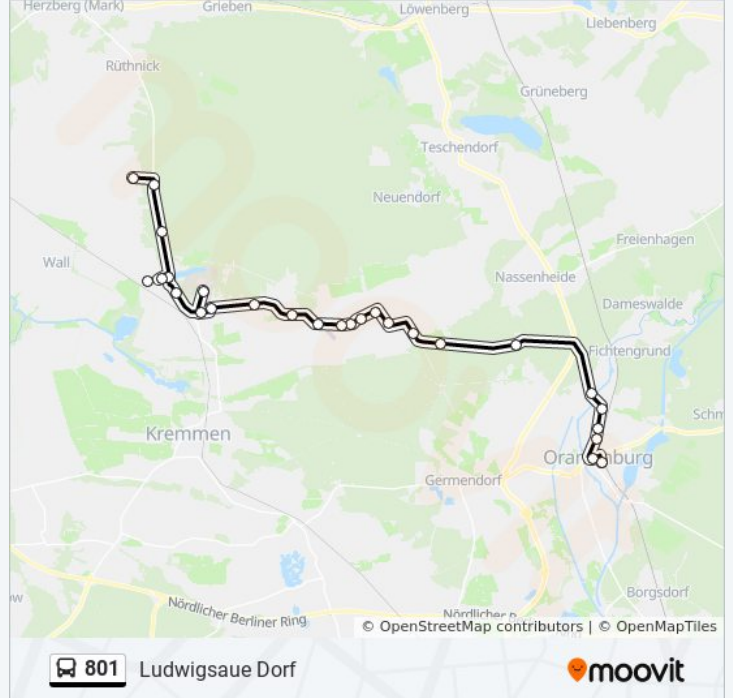 Herzberg (Mark)
Grieben
Löwenberg
Liebenberg
Rüthnick
Grüneberg
Teschendorf
Neuendorf
Freienhagen
Wall
Nassenheide
Dameswalde
Fichtengrund
Kremmen
Germendorf
Borgsdorf
Nördlicher Berliner Ring
Nördlicher
© OpenStreetMap contributors | © OpenMapTiles
801 Ludwigsaue Dorf
moovit